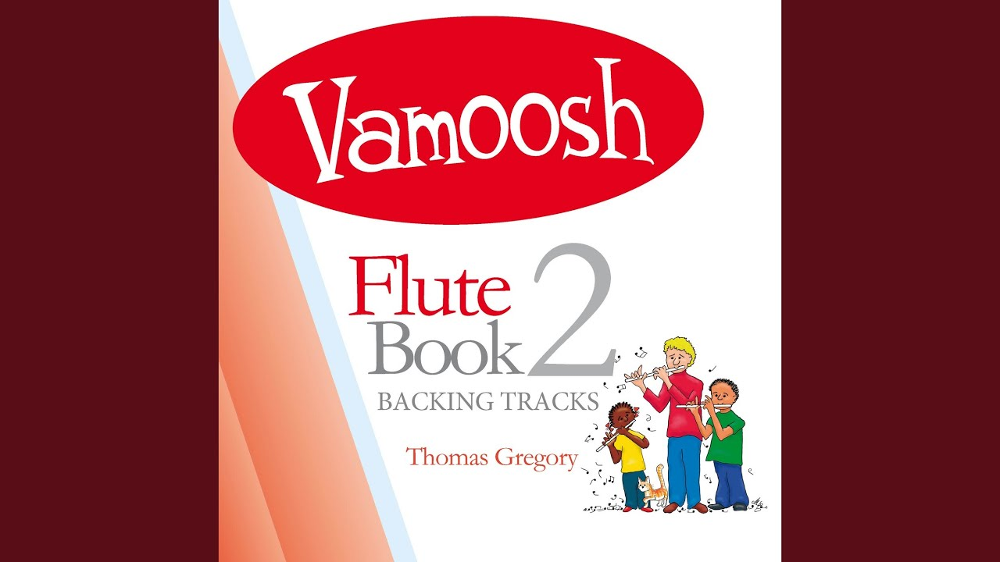 Vamoosh
Flute
Book 2
BACKING TRACKS
Thomas Gregory